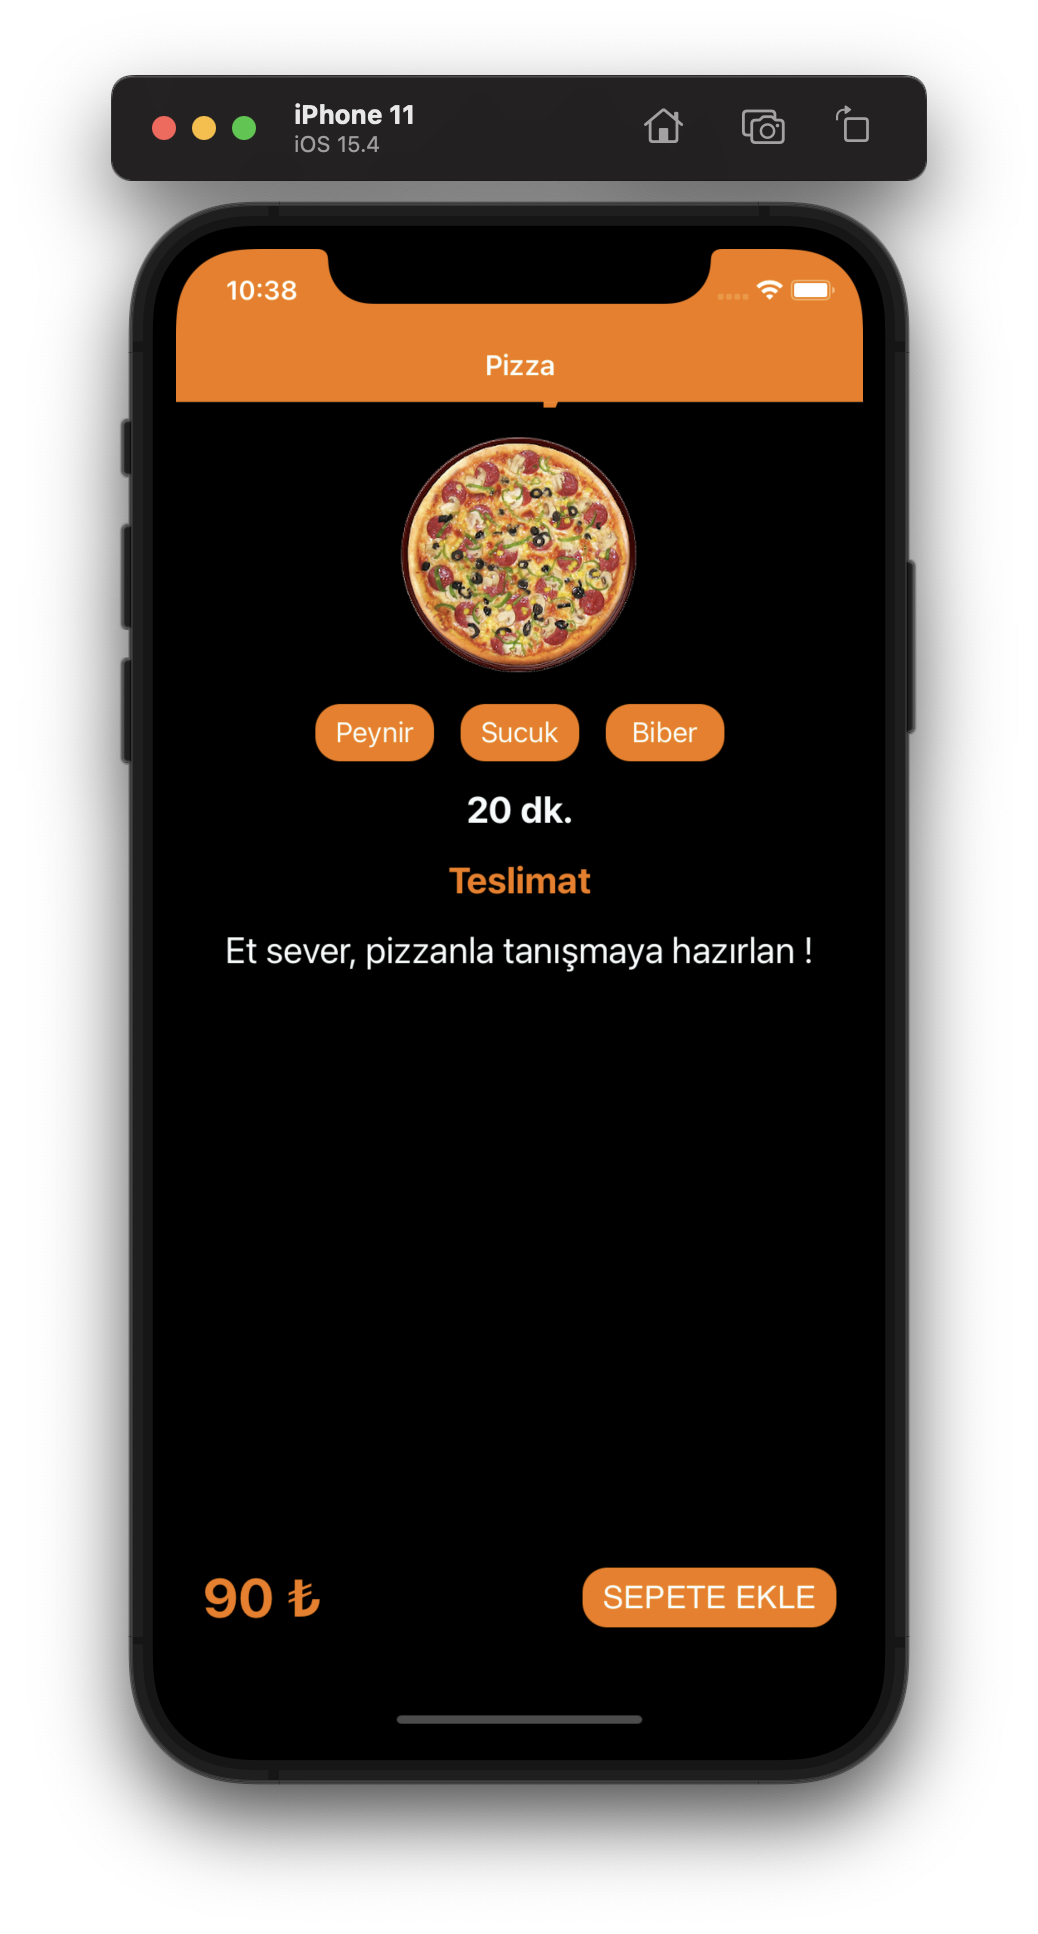 iPhone 11
iOS 15.4
10:38
Pizza
Peynir Sucuk Biber
20 dk.
Teslimat
Et sever, pizzanla tanışmaya hazırlan !
90 ₺ SEPETE EKLE